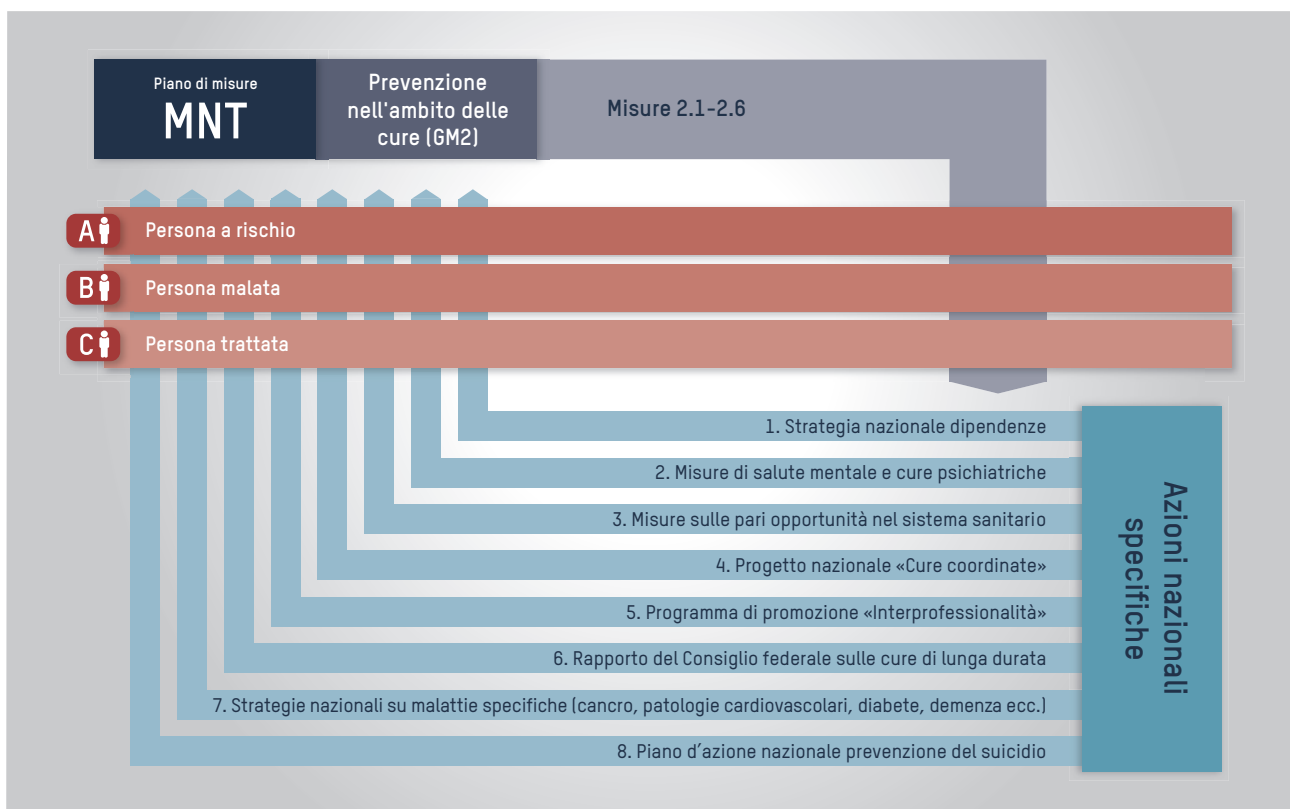 Piano di misure
MNT
Prevenzione
nell'ambito delle
cure (GM2)
Misure 2.1-2.6
A
Persona a rischio
B
Persona malata
C
Persona trattata
1. Strategia nazionale dipendenze
2. Misure di salute mentale e cure psichiatriche
3. Misure sulle pari opportunità nel sistema sanitario
4. Progetto nazionale «Cure coordinate»
5. Programma di promozione «Interprofessionalità»
6. Rapporto del Consiglio federale sulle cure di lunga durata
7. Strategie nazionali su malattie specifiche (cancro, patologie cardiovascolari, diabete, demenza ecc.)
8. Piano d’azione nazionale prevenzione del suicidio
Azioni nazionali
specifiche